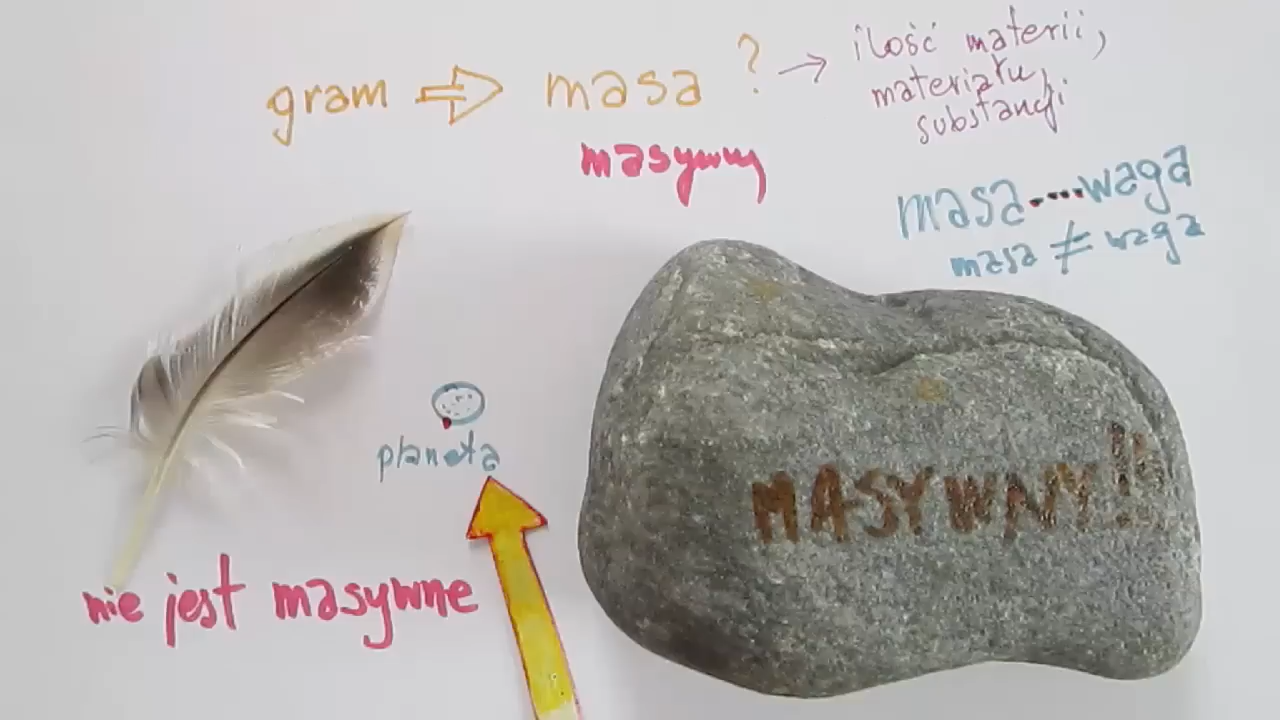 gram ⇨ masa ? → ilość materii,
materiału,
substancji.
masywny
masa....waga
masa ≠ waga
planeta
MASYWNY!!!
nie jest masywne